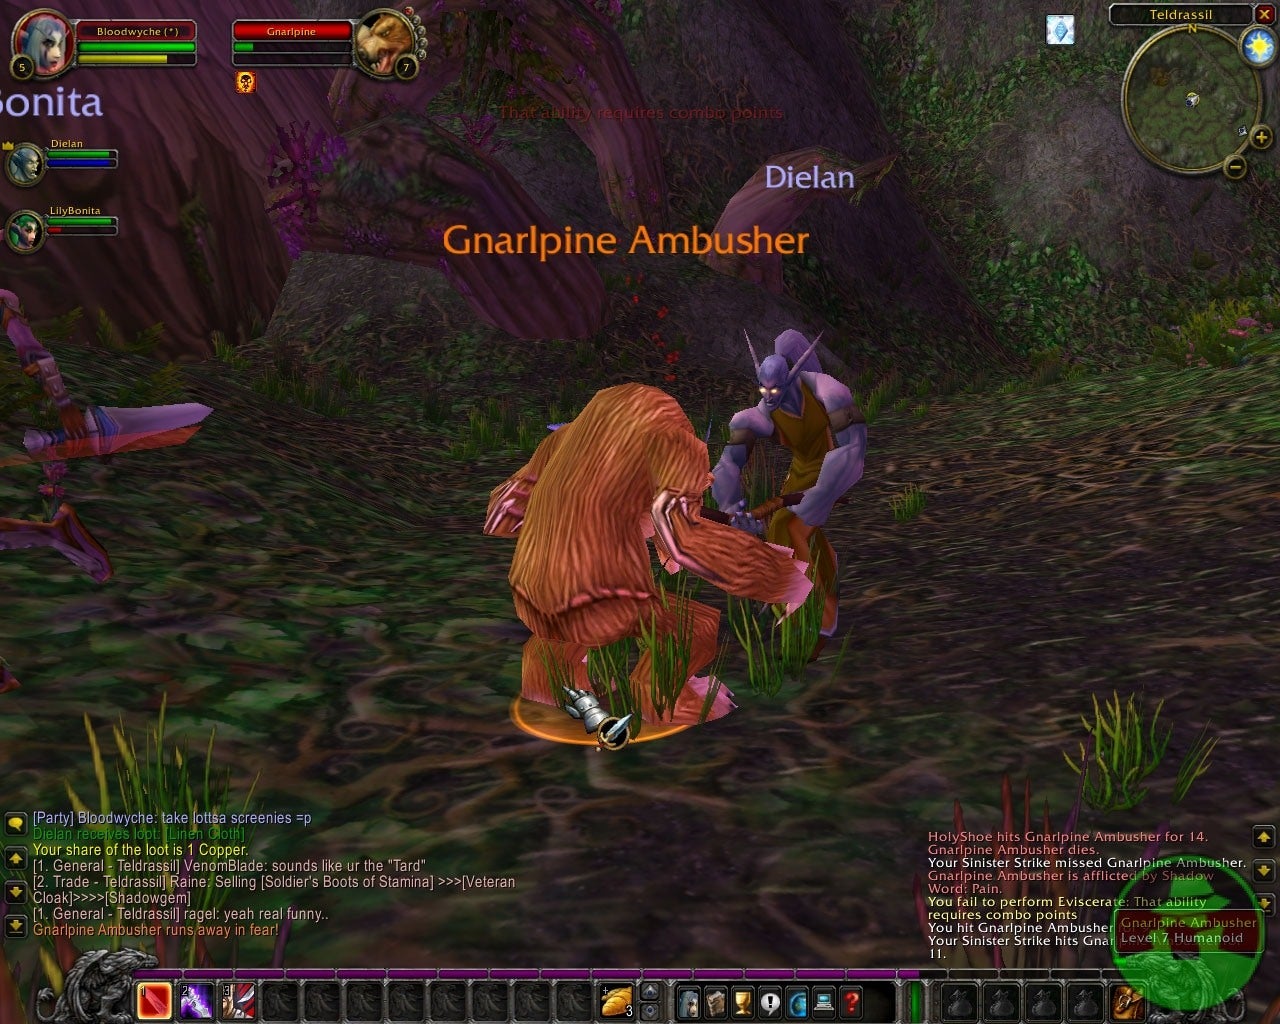 Bloodwyche (*)
5
Gnarlpine
7
Teldrassil
N
Bonita
Dielan
LilyBonita
That ability requires combo points
Dielan
Gnarlpine Ambusher
[Party] Bloodwyche: take lottsa screenies =p
Dielan receives loot: [Linen Cloth]
Your share of the loot is 1 Copper.
[1. General - Teldrassil] VenomBlade: sounds like ur the "Tard"
[2. Trade - Teldrassil] Raine: Selling [Soldier's Boots of Stamina] >>>[Veteran
Cloak]>>>>[Shadowgem]
[1. General - Teldrassil] ragel: yeah real funny..
Gnarlpine Ambusher runs away in fear!
HolyShoe hits Gnarlpine Ambusher for 14.
Gnarlpine Ambusher dies.
Your Sinister Strike missed Gnarlpine Ambusher.
Gnarlpine Ambusher is afflicted by Shadow
Word: Pain.
You fail to perform Eviscerate: That ability
requires combo points
You hit Gnarlpine Ambusher
Your Sinister Strike hits Gnar
11.
Gnarlpine Ambusher
Level 7 Humanoid
1
2
3
3